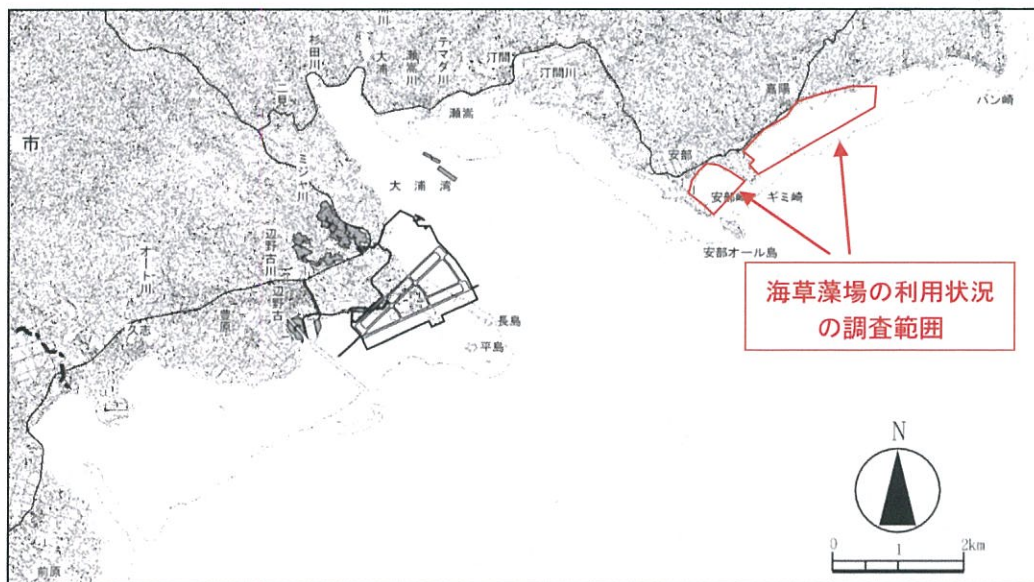 杉田川
大浦川
瀬嵩川
テマダ川
汀間
汀間川
二見
瀬嵩
嘉陽
バン崎
市
ミジャ川
大浦湾
安部
安部崎
ギミ崎
安部オール島
オード川
辺野古川
辺野古
久志
豊原
長島
平島
海草藻場の利用状況
の調査範囲
N
0 1 2km
前原